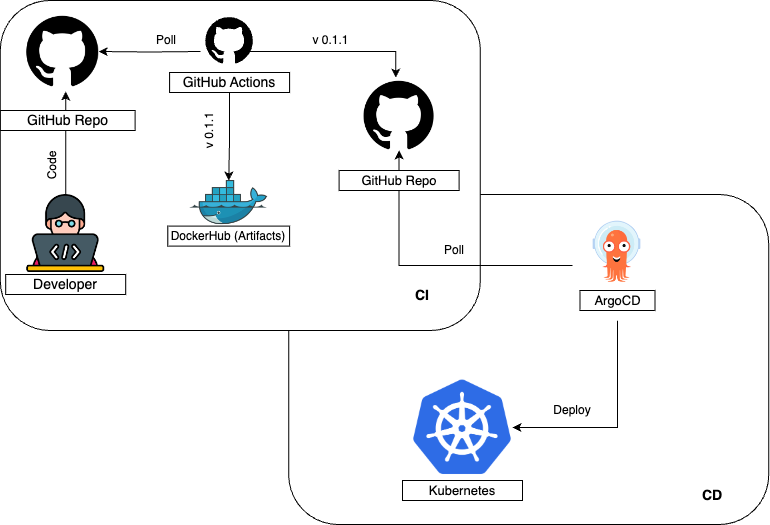 Poll
v 0.1.1
GitHub Actions
GitHub Repo
v 0.1.1
Code
GitHub Repo
DockerHub (Artifacts)
Poll
</>
Developer
CI
ArgoCD
Deploy
Kubernetes
CD